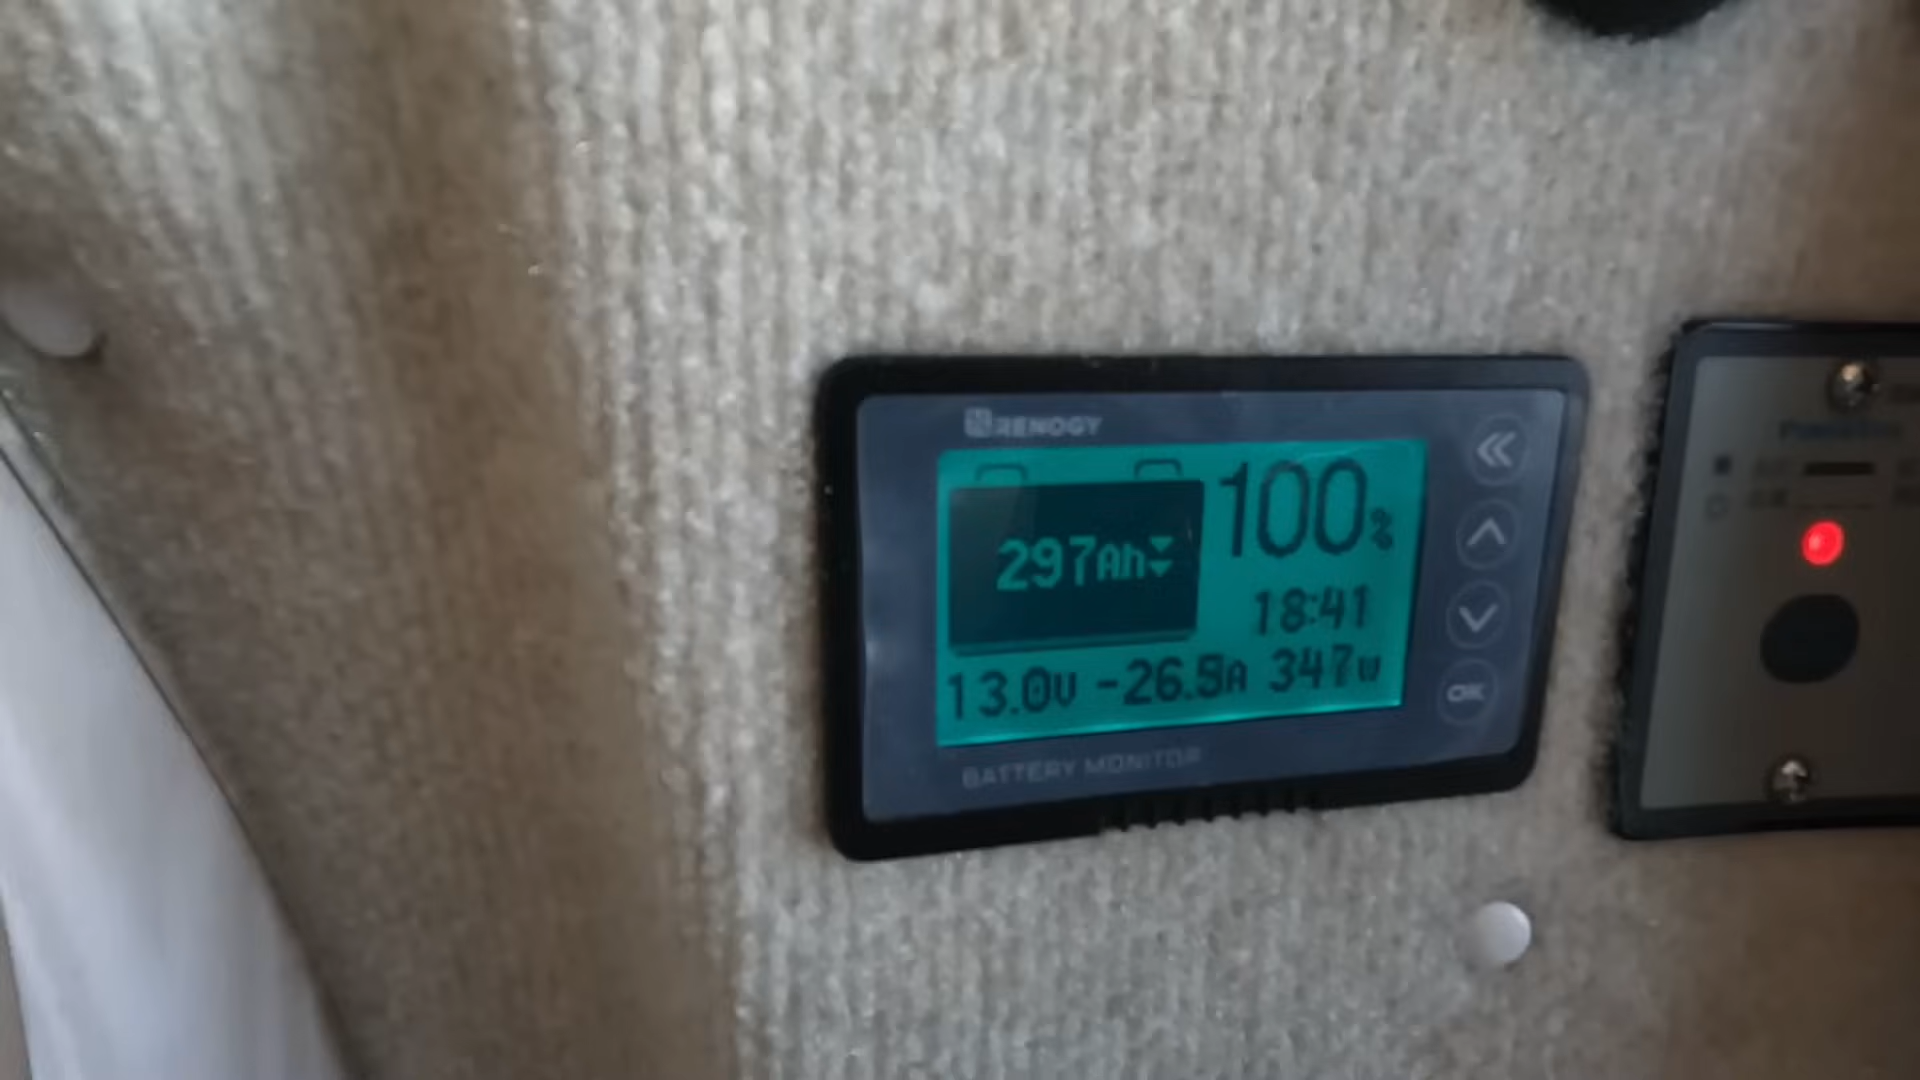 RENOGY
100%
297Ah
18:41
13.0V -26.5A 347W
OK
BATTERY MONITOR